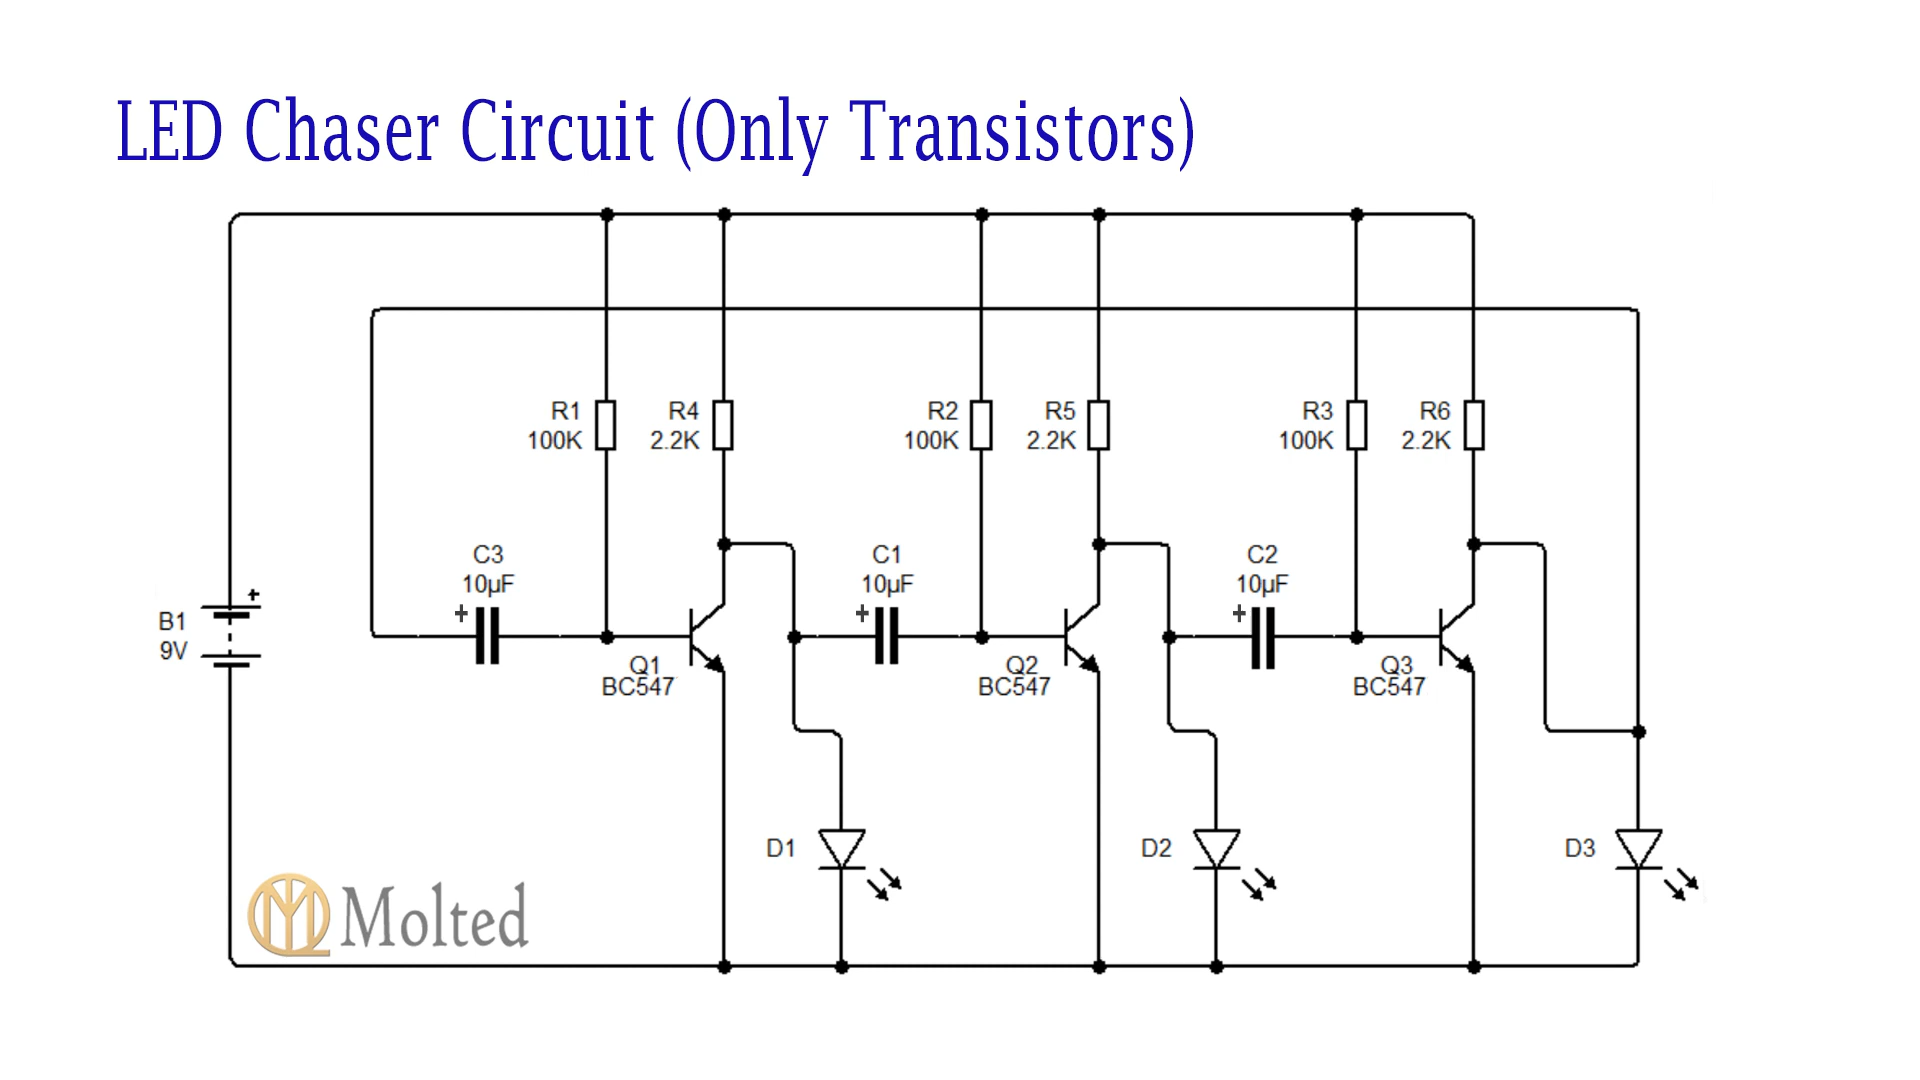 LED Chaser Circuit (Only Transistors)
R1
100K
R4
2.2K
R2
100K
R5
2.2K
R3
100K
R6
2.2K
C3
10µF
+
C1
10µF
+
C2
10µF
+
+
B1
9V
Q1
BC547
Q2
BC547
Q3
BC547
D1
D2
D3
Molted